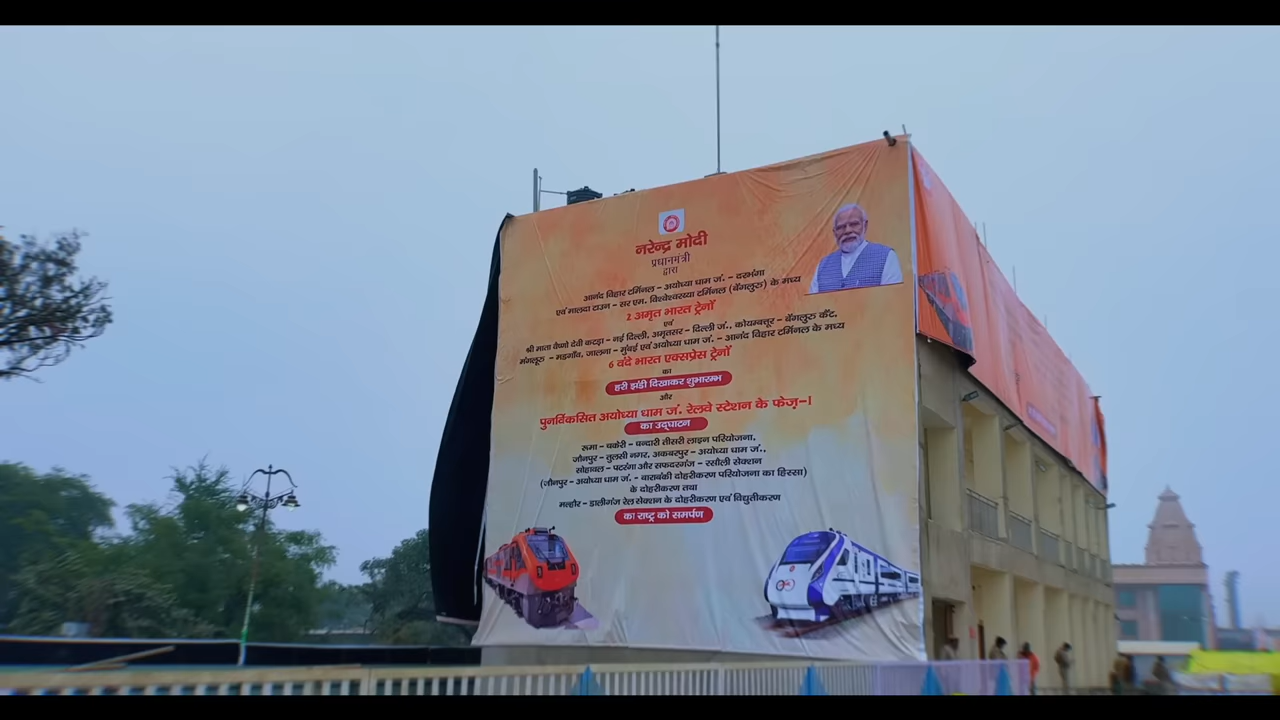 नरेन्द्र मोदी
प्रधानमंत्री
द्वारा
आनंद विहार टर्मिनल – अयोध्या धाम जं. – दरभंगा
एवं मालदा टाउन – सर एम. विश्वेश्वरय्या टर्मिनल (बेंगलुरु) के मध्य
2 अमृत भारत ट्रेनों
एवं
श्री माता वैष्णो देवी कटड़ा – नई दिल्ली, अमृतसर – दिल्ली जं., कोयम्बत्तूर – बेंगलुरु कैंट,
मंगलूरु – मडगाँव, जालना – मुंबई एवं अयोध्या धाम जं. – आनंद विहार टर्मिनल के मध्य
6 वंदे भारत एक्सप्रेस ट्रेनों
का
हरी झंडी दिखाकर शुभारम्भ
और
पुनर्विकसित अयोध्या धाम जं. रेलवे स्टेशन के फेज़–I
का उद्घाटन
रूमा – चकेरी – चन्दारी तीसरी लाइन परियोजना,
जौनपुर – तुलसी नगर, अकबरपुर – अयोध्या धाम जं.,
सोहावल – पटरंगा और सफदरगंज – रसौली सेक्शन
(जौनपुर – अयोध्या धाम जं. – बाराबंकी दोहरीकरण परियोजना का हिस्सा)
के दोहरीकरण तथा
मल्हौर – डालीगंज रेल सेक्शन के दोहरीकरण एवं विद्युतीकरण
का राष्ट्र को समर्पण